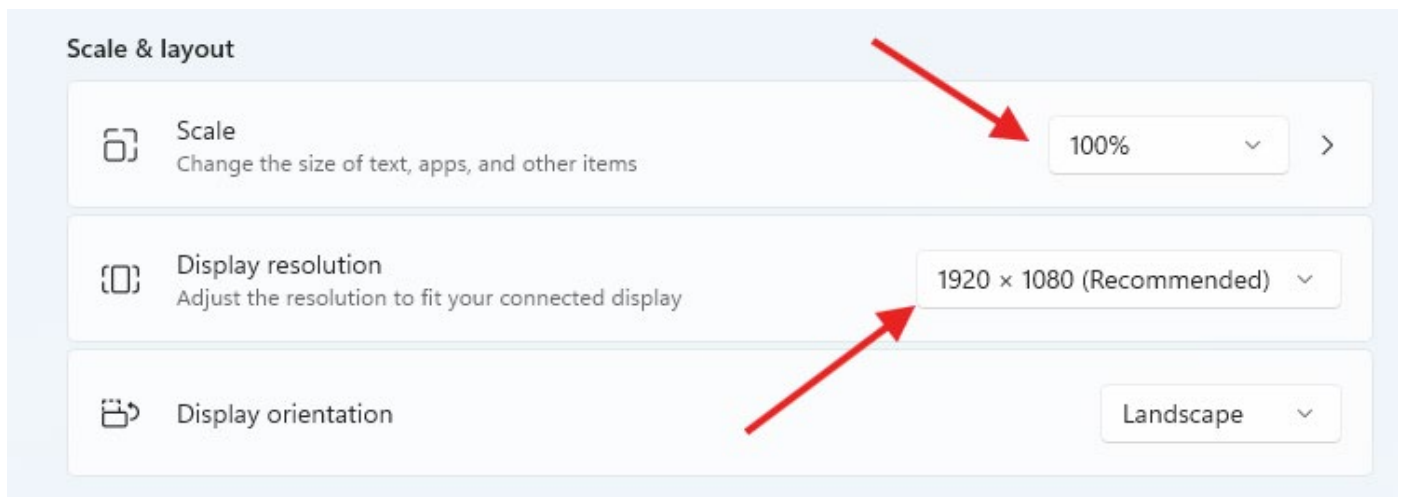 Scale & layout
Scale
Change the size of text, apps, and other items
100%
Display resolution
Adjust the resolution to fit your connected display
1920 × 1080 (Recommended)
Display orientation
Landscape